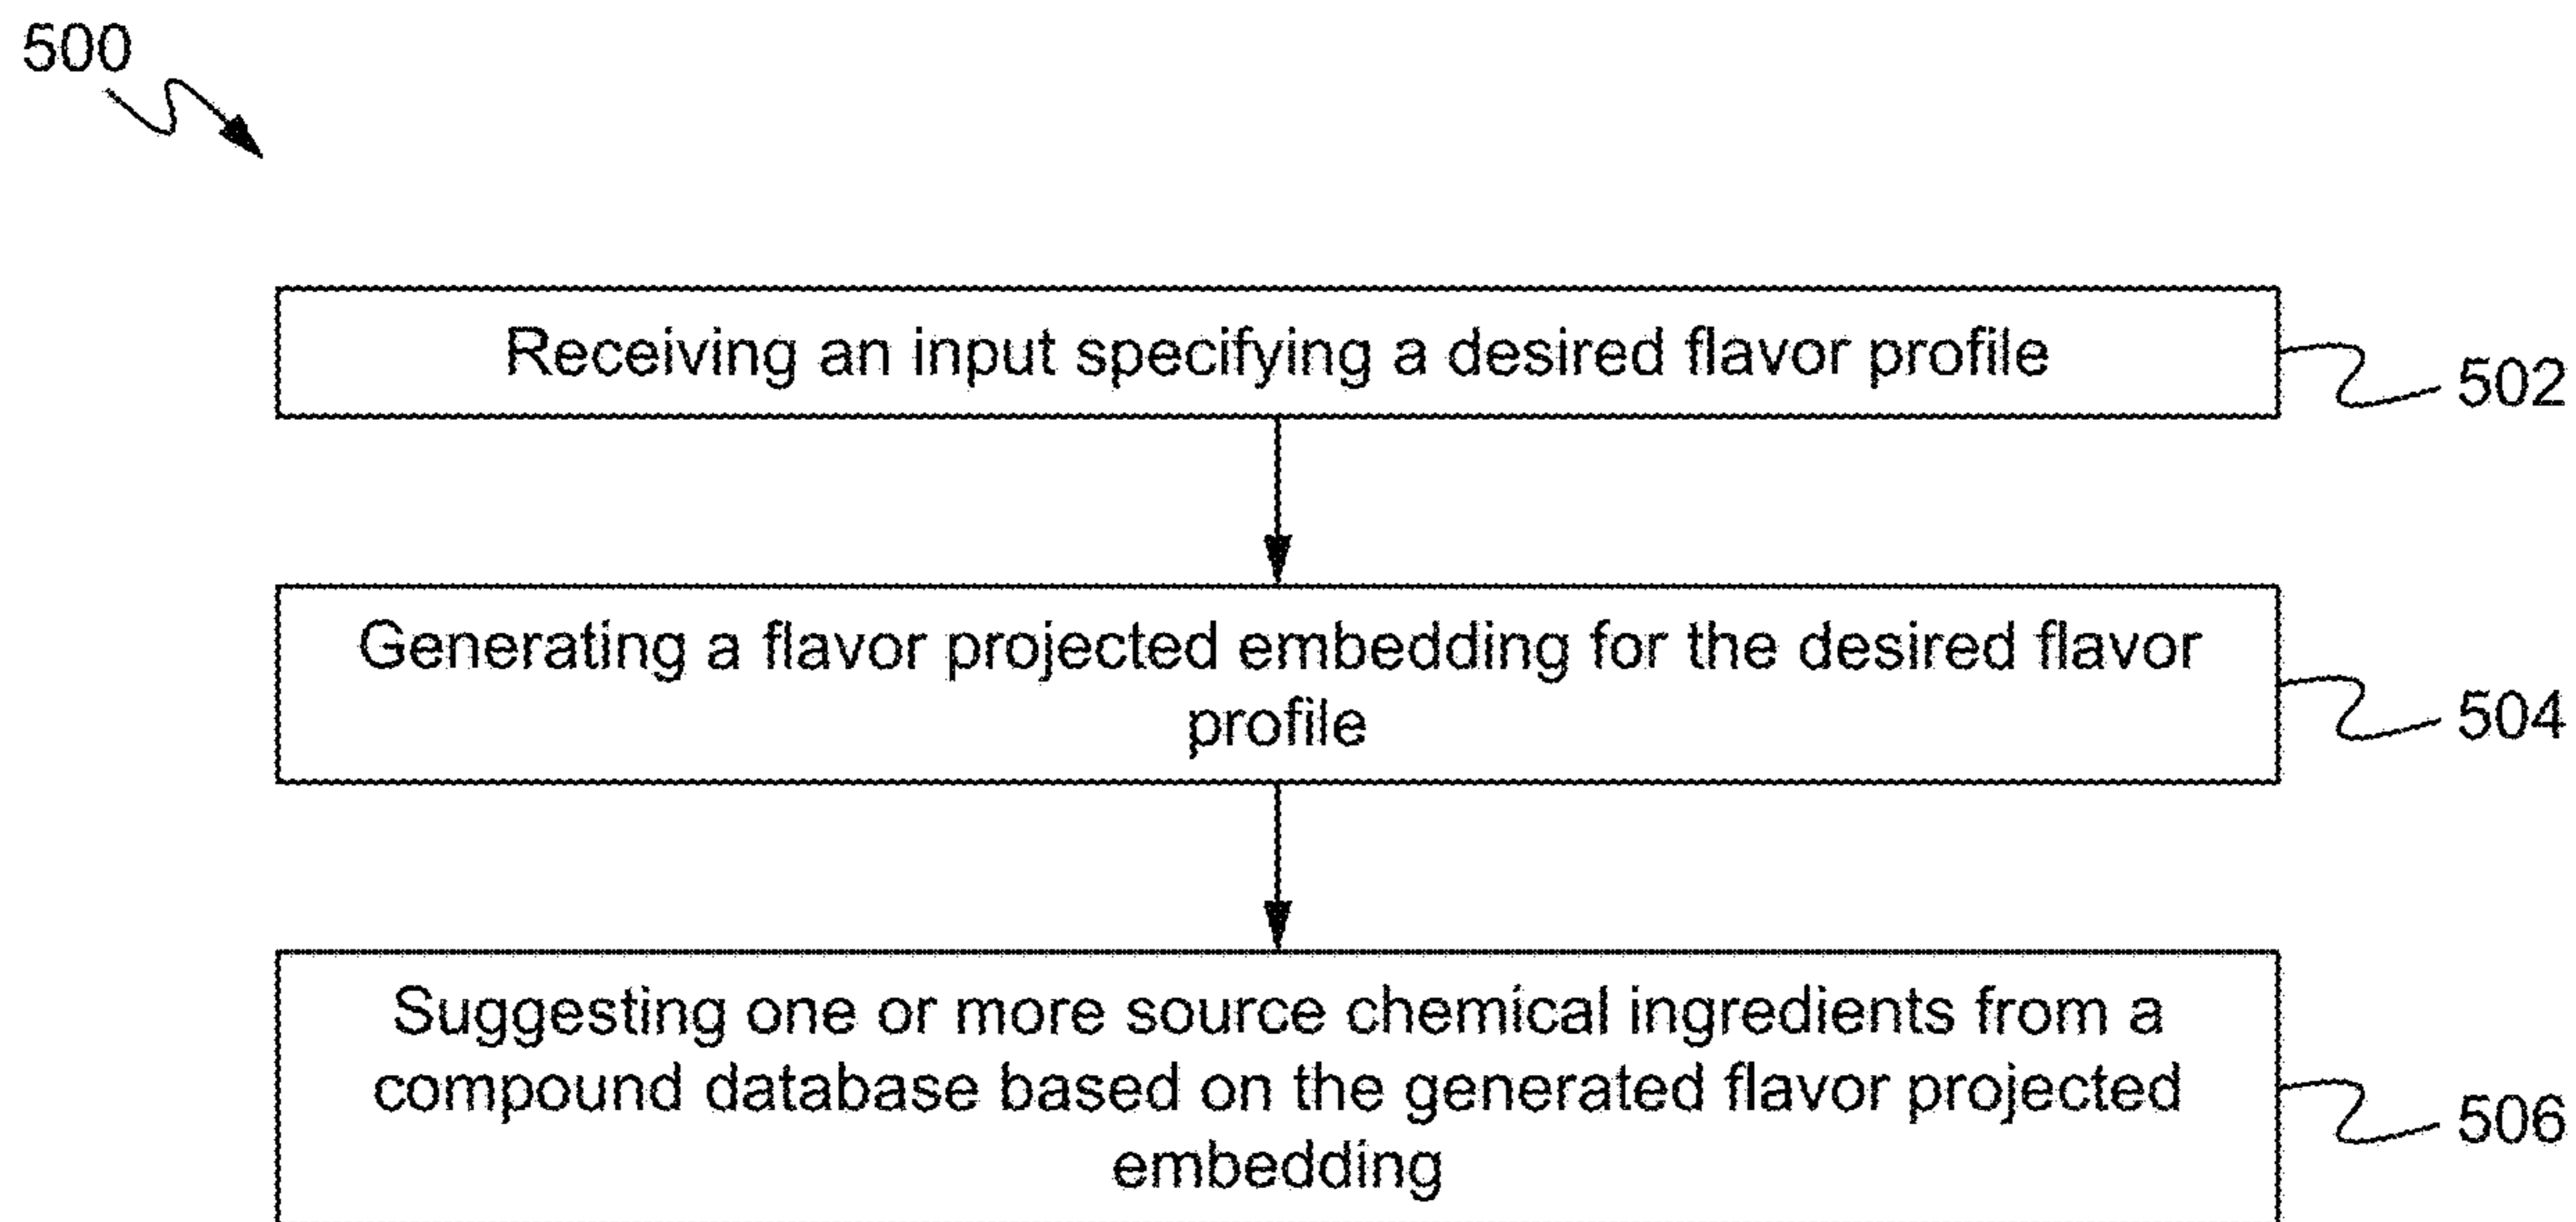 500
Receiving an input specifying a desired flavor profile
502
Generating a flavor projected embedding for the desired flavor
profile
504
Suggesting one or more source chemical ingredients from a
compound database based on the generated flavor projected
embedding
506